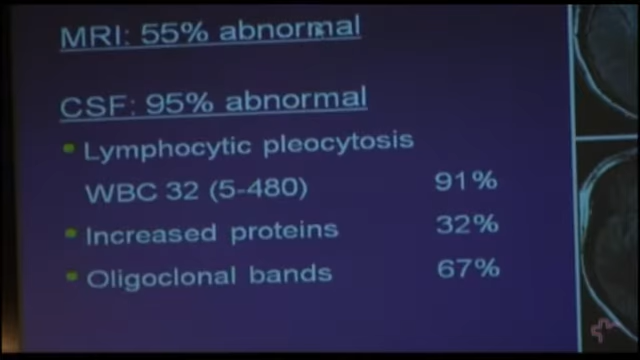 MRI: 55% abnormal
CSF: 95% abnormal
Lymphocytic pleocytosis
WBC 32 (5-480) 91%
Increased proteins 32%
Oligoclonal bands 67%